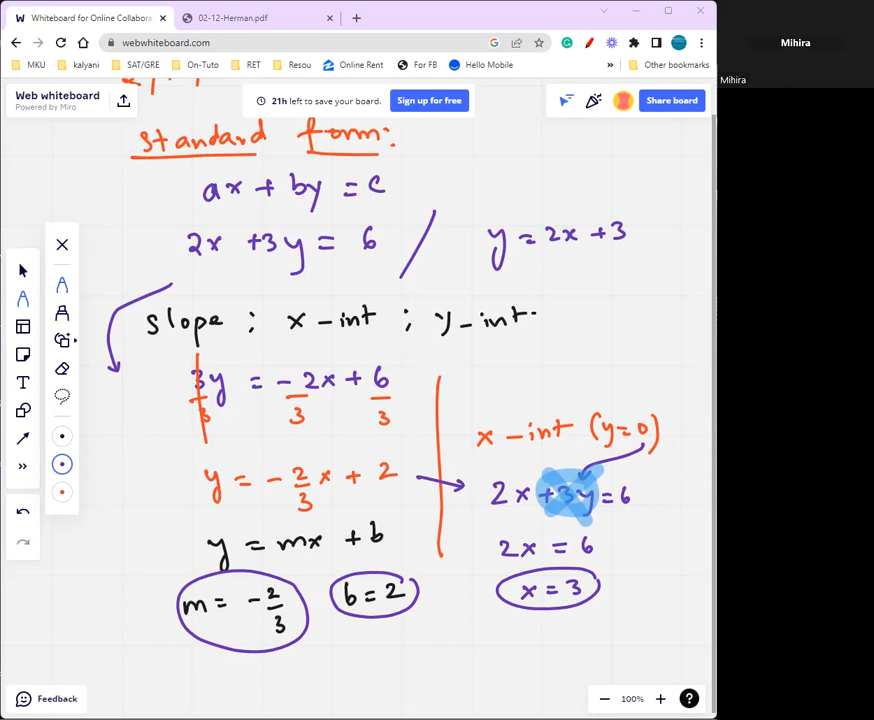 Whiteboard for Online Collabora
02-12-Herman.pdf
webwhiteboard.com
MKU
kalyani
SAT/GRE
On-Tuto
RET
Resou
Online Rent
For FB
Hello Mobile
»
Other bookmarks
Mihira
Mihira
Web whiteboard
Powered by Miro
21h left to save your board.
Sign up for free
Share board
standard form:
ax + by = c
2x + 3y = 6 / y = 2x + 3
slope ; x-int ; y-int.
3y = -2x + 6
3 3 3
y = -2/3 x + 2
y = mx + b
m = -2/3
b = 2
x-int (y=0)
2x + 3y = 6
2x = 6
x = 3
T
»
Feedback
100%
?